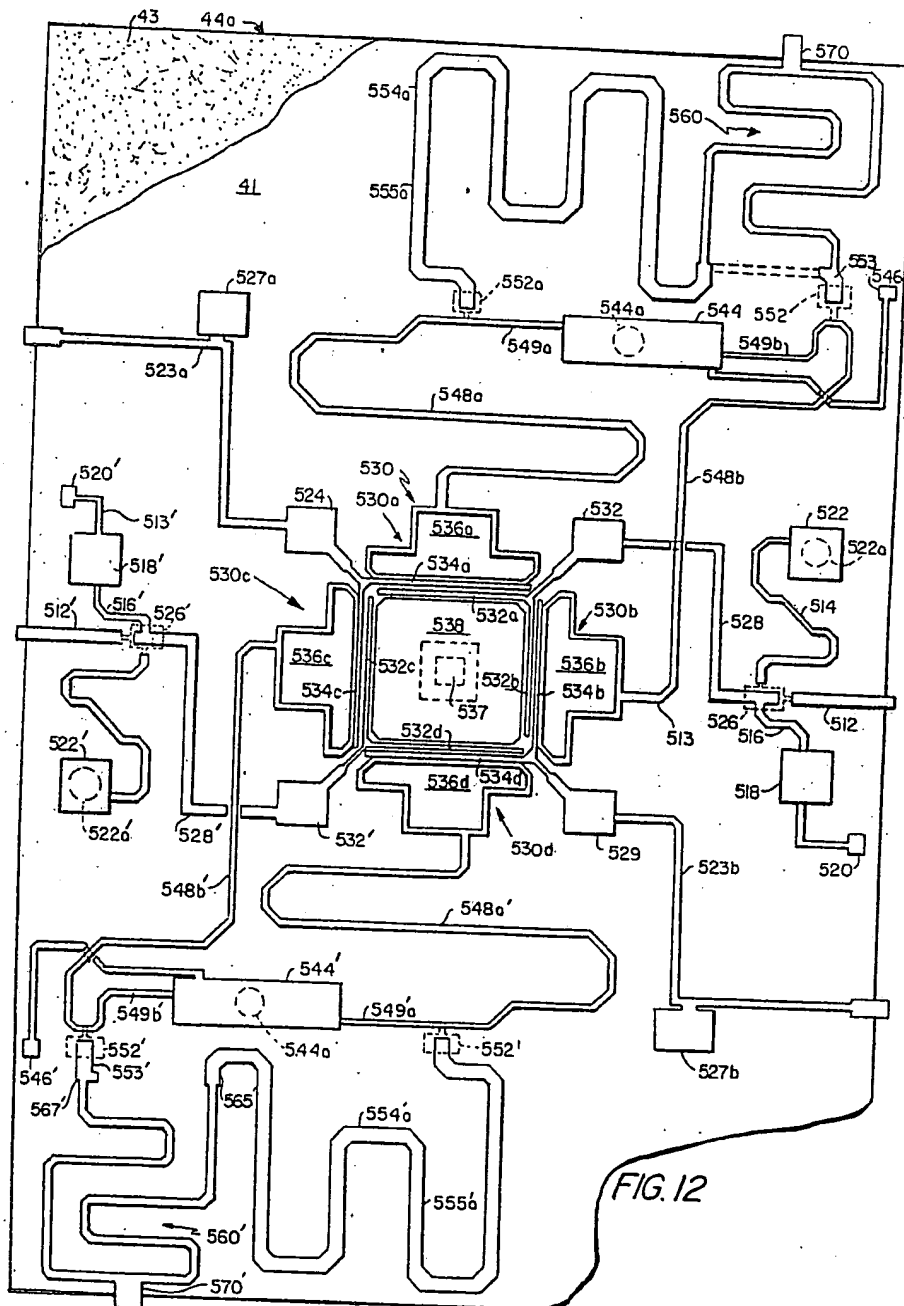 43
44a
570
554a
560
41
555a
553
546
527a
552a
552
544a
544
523a
549a
549b
548a
520'
530
548b
513'
524
530a
532
522
536a
522a
518'
530c
534a
516'
526'
532a
530b
514
512'
538
528
536c
532c
532b
536b
534c
537
534b
526
512
513
516
522'
532d
534d
518
536d
522a'
532'
529
528'
530d
523b
520
548b'
548a'
544'
549b'
549'a
544a
546'
552'
552'
527b
553'
567'
565'
554'a
555'a
560'
570'
FIG. 12